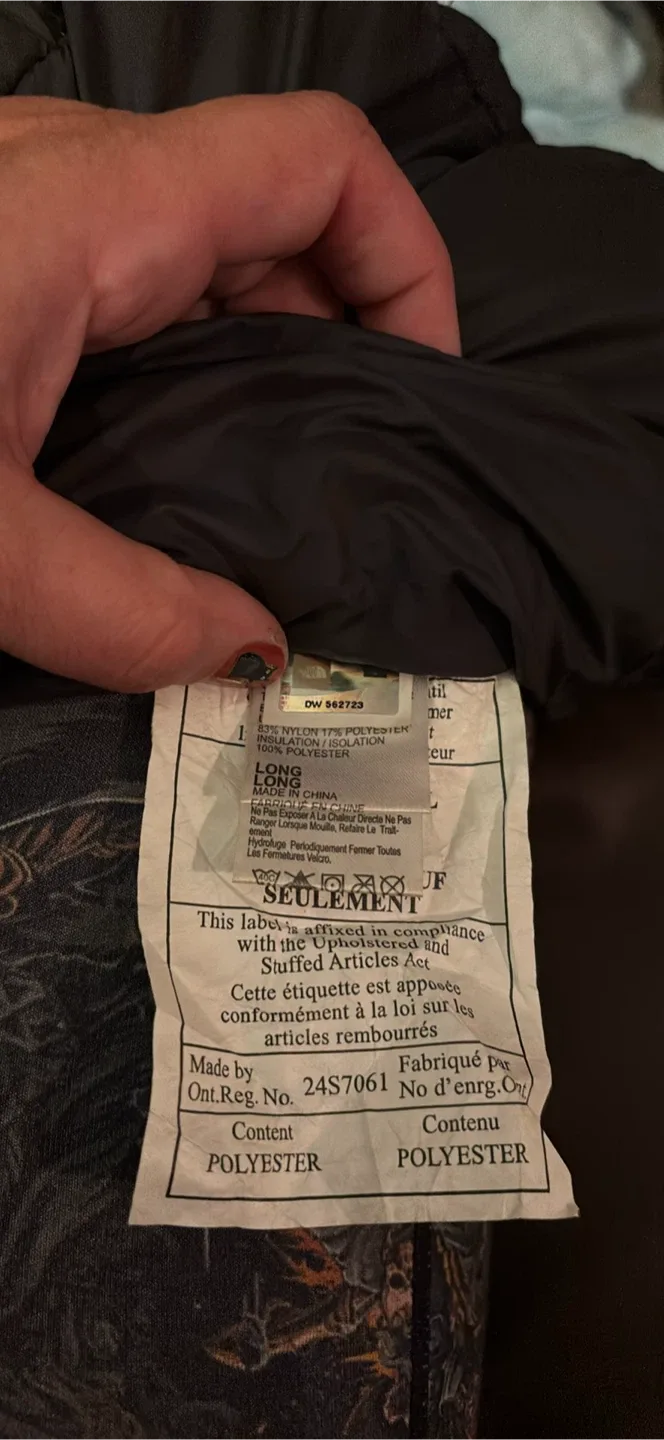 DW 562723
83% NYLON 17% POLYESTER
INSULATION / ISOLATION
100% POLYESTER
LONG
LONG
MADE IN CHINA
FABRIQUÉ EN CHINE
Ne Pas Exposer A La Chaleur Directe Ne Pas
Ranger Lorsque Mouille, Refaire Le Trait-
ement
Hydrofuge Periodiquement Fermer Toutes
Les Fermetures Velcro.
40C
SEULEMENT
This label is affixed in compliance
with the Upholstered and
Stuffed Articles Act
Cette étiquette est apposée
conformément à la loi sur les
articles rembourrés
Made by Fabriqué par
Ont.Reg. No. 24S7061 No d'enrg.Ont
Content Contenu
POLYESTER POLYESTER